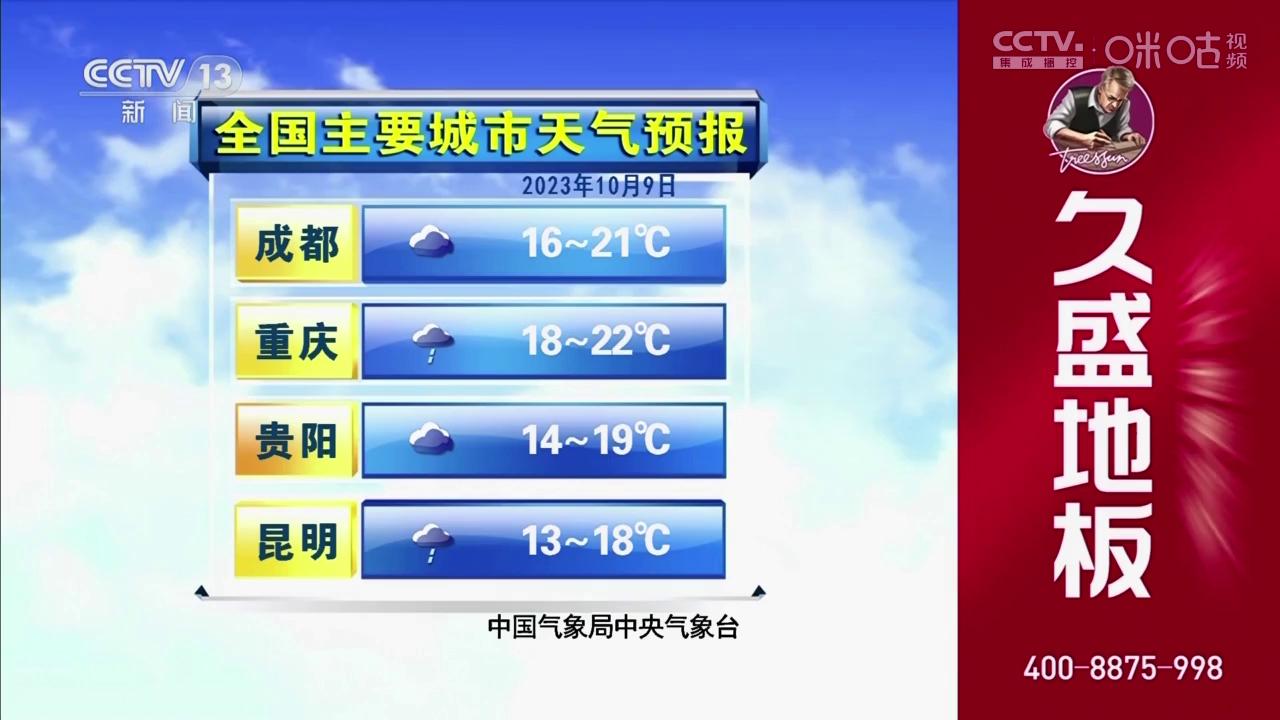 CCTV 13
新闻
全国主要城市天气预报
2023年10月9日
成都 16~21℃
重庆 18~22℃
贵阳 14~19℃
昆明 13~18℃
中国气象局中央气象台
CCTV. 咪咕视频
集成播控
treessun
久盛地板
400-8875-998